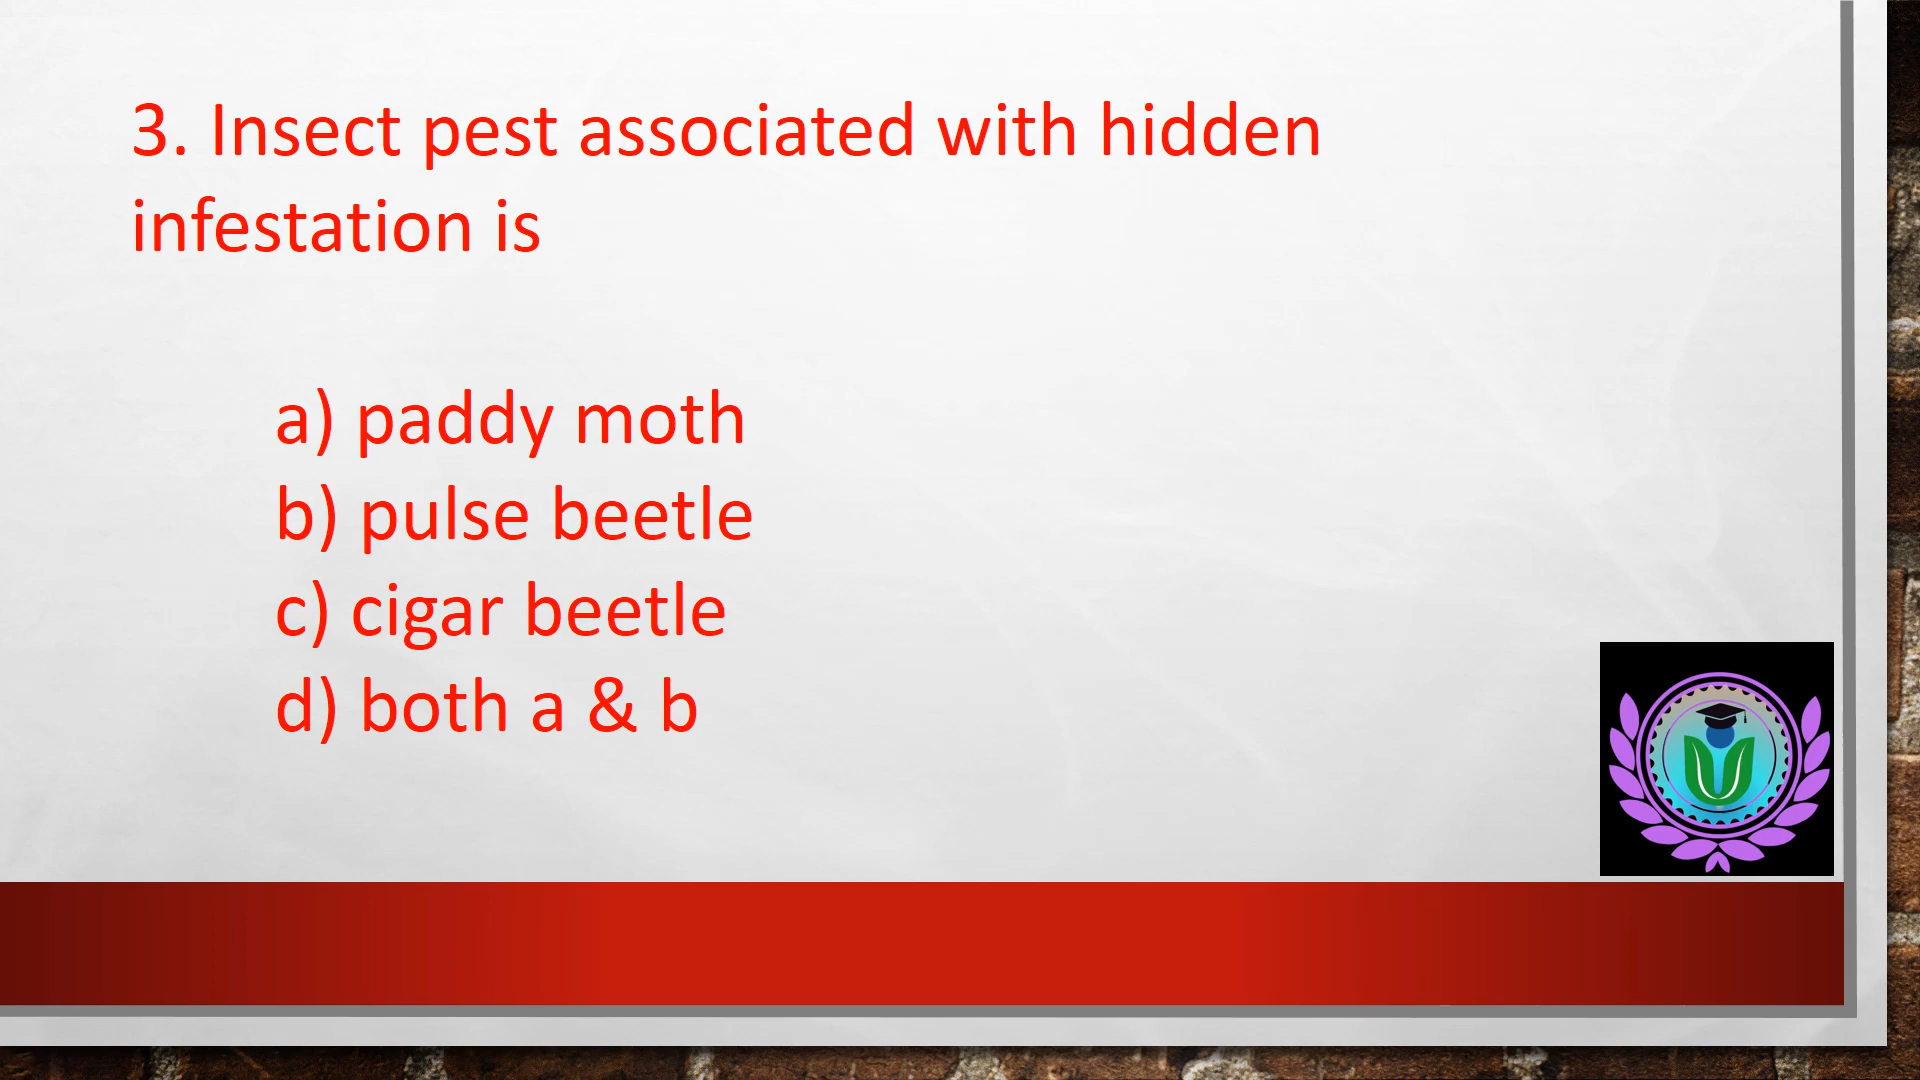 3. Insect pest associated with hidden
infestation is
a) paddy moth
b) pulse beetle
c) cigar beetle
d) both a & b